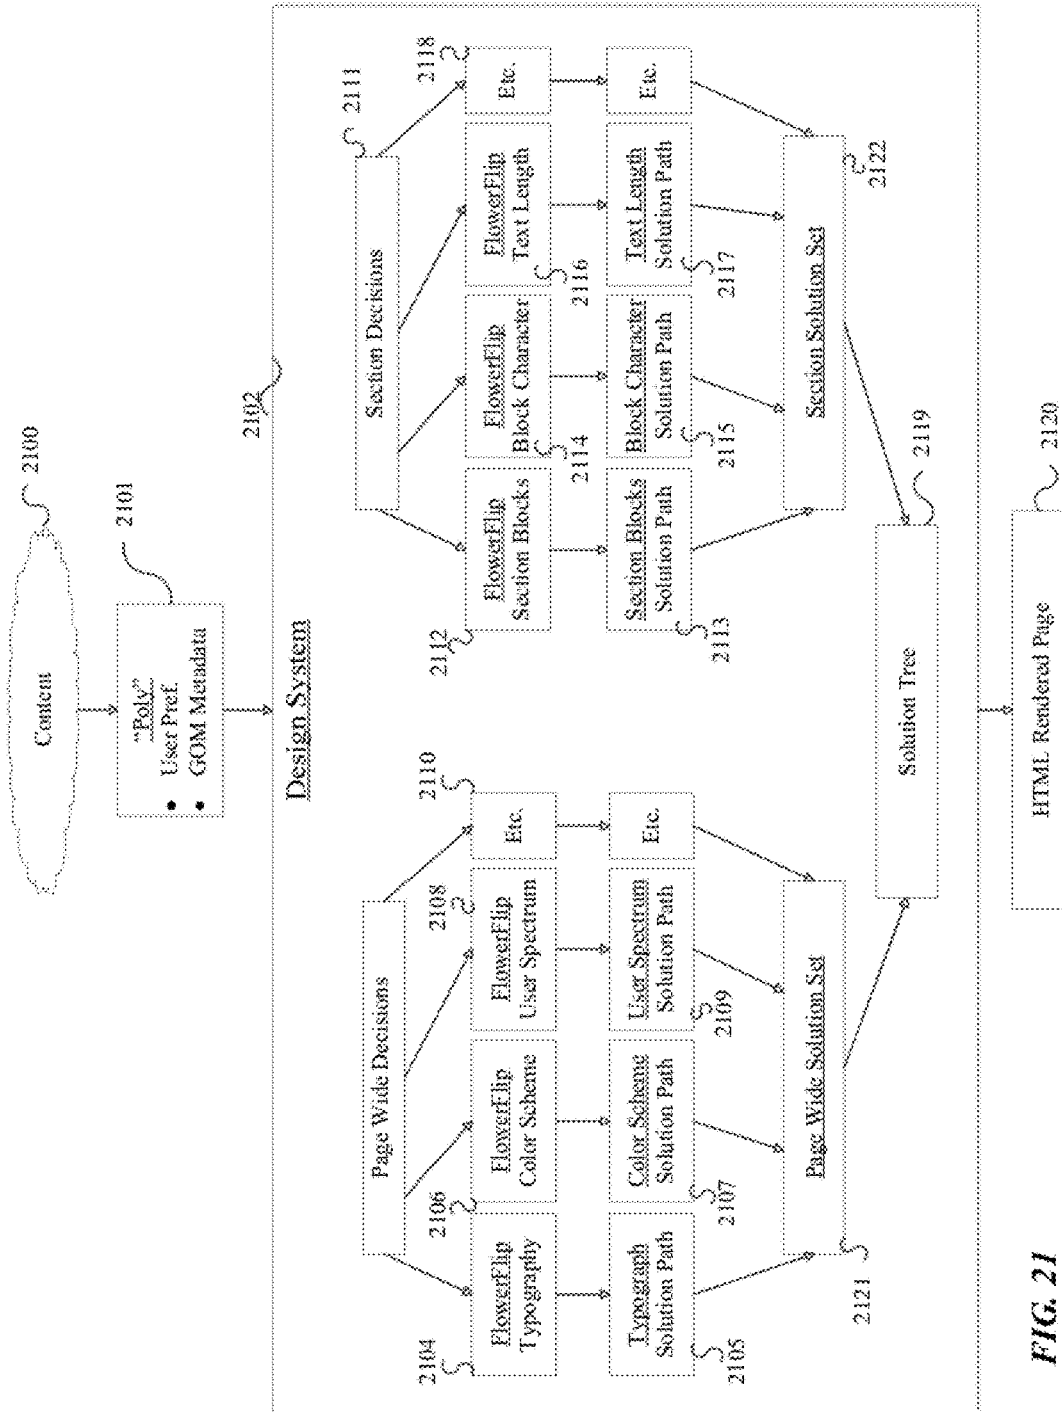 Content
2100
"Poly"
• User Pref.
• GOM Metadata
2101
2102
Design System
Page Wide Decisions
FlowerFlip
Typography
2104
FlowerFlip
Color Scheme
2106
FlowerFlip
User Spectrum
2108
Etc.
2110
Typograph
Solution Path
2105
Color Scheme
Solution Path
2107
User Spectrum
Solution Path
2109
Etc.
Page Wide Solution Set
2121
Section Decisions
2111
FlowerFlip
Section Blocks
2112
FlowerFlip
Block Character
2114
FlowerFlip
Text Length
2116
Etc.
2118
Section Blocks
Solution Path
2113
Block Character
Solution Path
2115
Text Length
Solution Path
2117
Etc.
Section Solution Set
2122
Solution Tree
2119
HTML Rendered Page
2120
FIG. 21